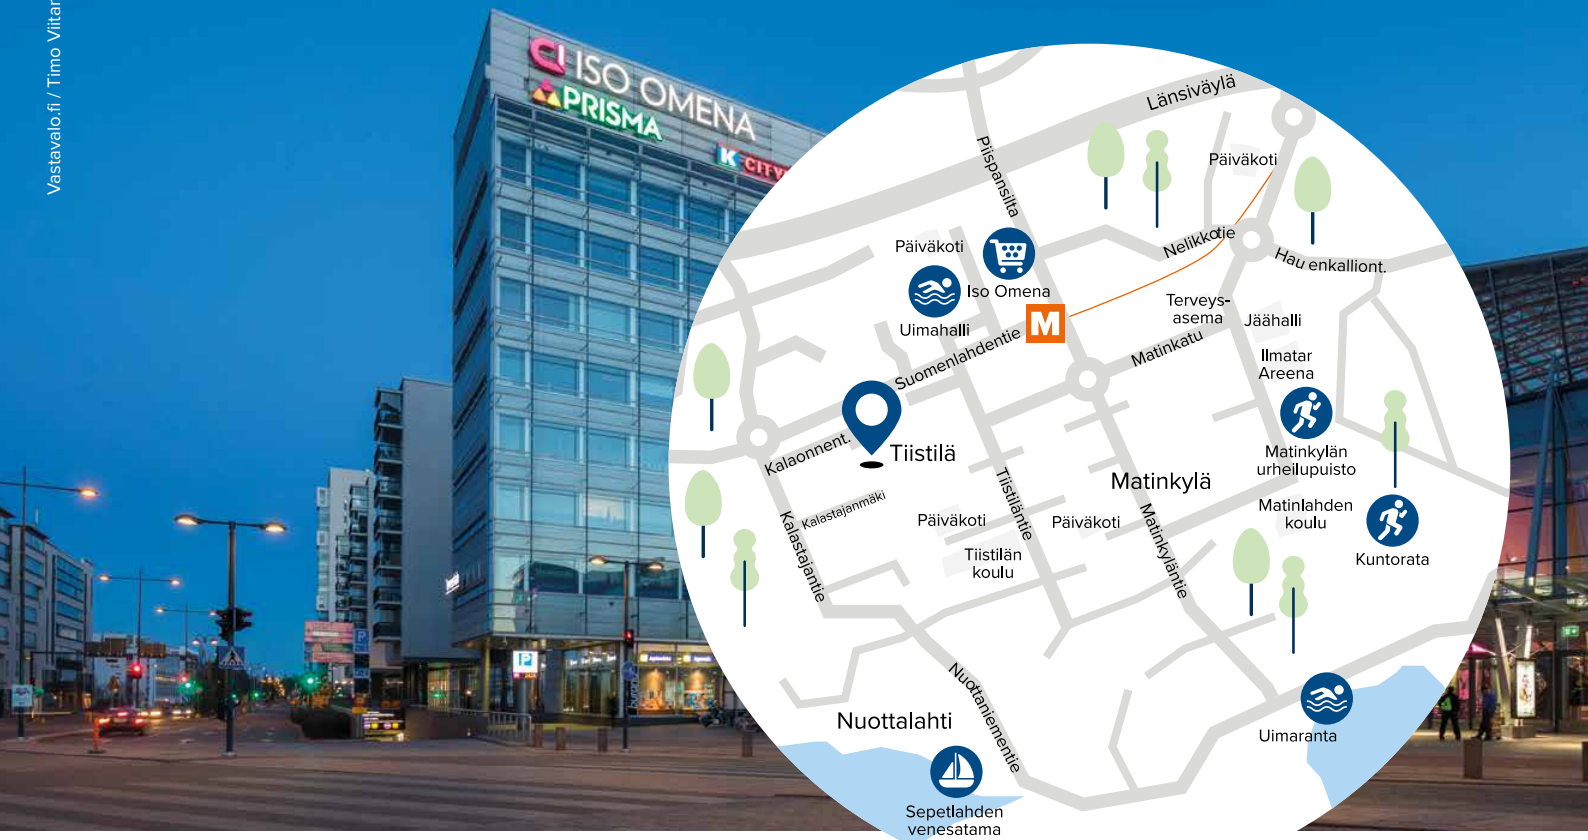 Vastavalo.fi / Timo Viitan
ISO OMENA
PRISMA
K CITY
P
P
Länsiväylä
Piispansilta
Päiväkoti
Nelikkotie
Hau enkalliont.
Päiväkoti
Iso Omena
Uimahalli
M
Suomenlahdentie
Terveys-
asema
Jäähalli
Matinkatu
Ilmatar
Areena
Kalaonnent.
Tiistilä
Matinkylän
urheilupuisto
Matinkylä
Kalastajanmäki
Kalastajantie
Päiväkoti
Tiistiläntie
Päiväkoti
Matinkyläntie
Matinlahden
koulu
Tiistilän
koulu
Kuntorata
Nuottaniementie
Nuottalahti
Uimaranta
Sepetlahden
venesatama